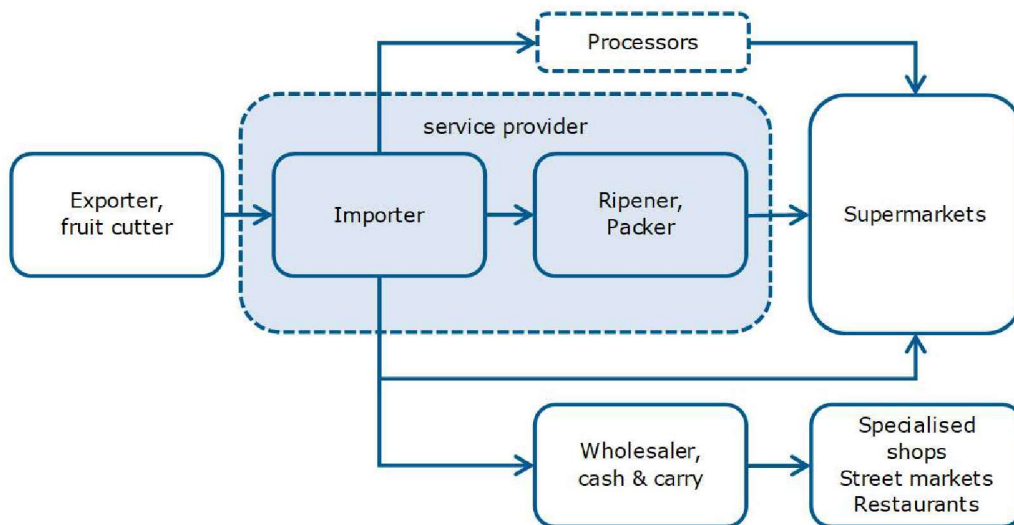 Processors
service provider
Exporter,
fruit cutter
Importer
Ripener,
Packer
Supermarkets
Wholesaler,
cash & carry
Specialised
shops
Street markets
Restaurants